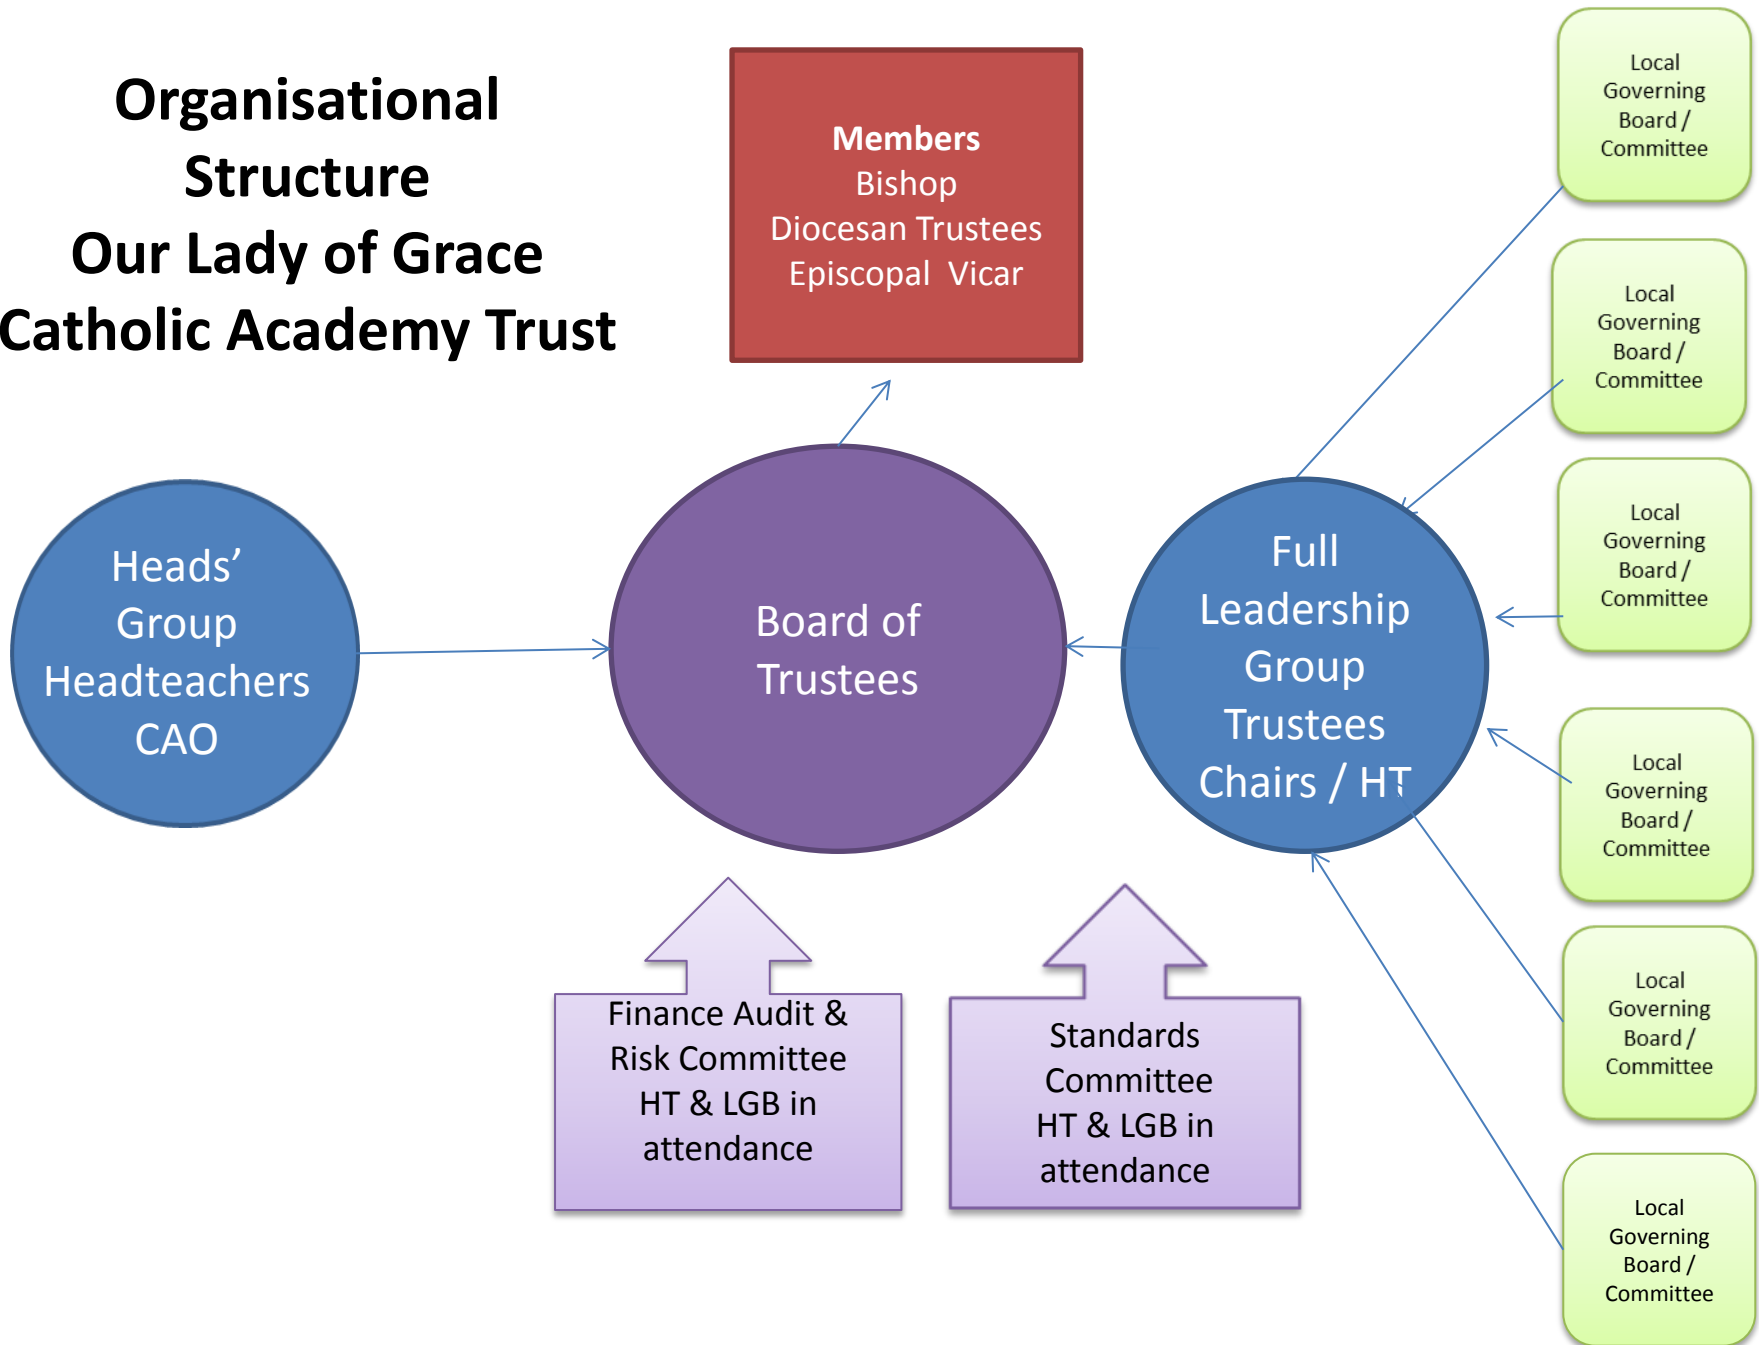 Organisational
Structure
Our Lady of Grace
Catholic Academy Trust
Members
Bishop
Diocesan Trustees
Episcopal Vicar
Heads'
Group
Headteachers
CAO
Board of
Trustees
Full
Leadership
Group
Trustees
Chairs / HT
Finance Audit &
Risk Committee
HT & LGB in
attendance
Standards
Committee
HT & LGB in
attendance
Local
Governing
Board /
Committee
Local
Governing
Board /
Committee
Local
Governing
Board /
Committee
Local
Governing
Board /
Committee
Local
Governing
Board /
Committee
Local
Governing
Board /
Committee